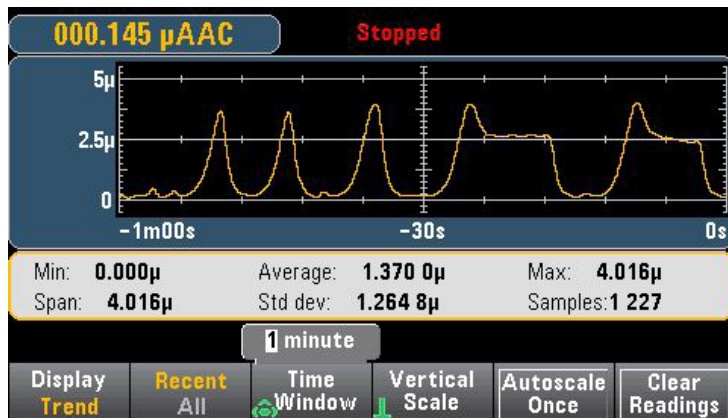 000.145 µAAC Stopped
5µ
2.5µ
0
-1m00s -30s 0s
Min: 0.000µ Average: 1.370 0µ Max: 4.016µ
Span: 4.016µ Std dev: 1.264 8µ Samples:1 227
1 minute
Display Recent Time Vertical Autoscale Clear
Trend All Window Scale Once Readings